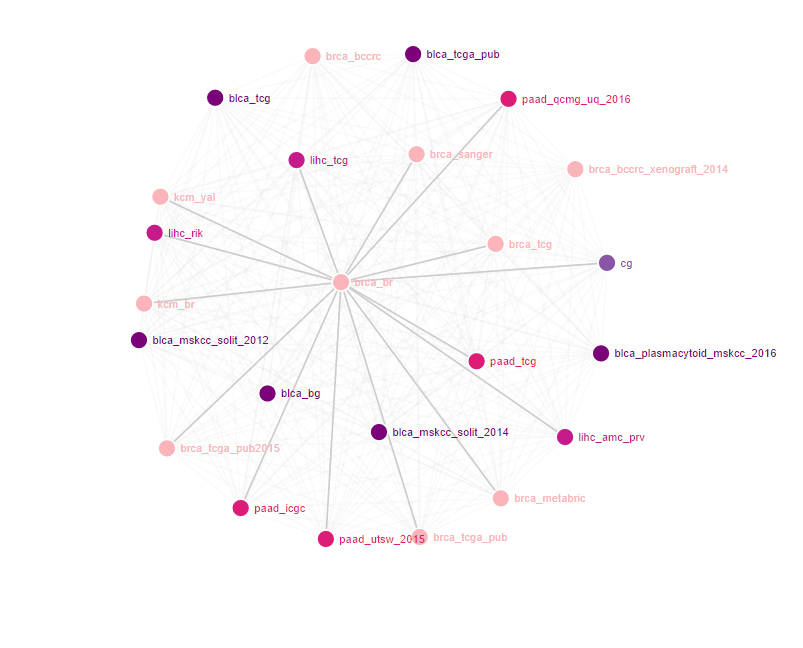 blca_tcga_pub
brca_bccrc
blca_tcg
paad_qcmg_uq_2016
brca_sanger
lihc_tcg
brca_bccrc_xenograft_2014
kcm_yal
lihc_rik
brca_tcg
cg
brca_br
kcm_br
blca_mskcc_solit_2012
blca_plasmacytoid_mskcc_2016
paad_tcg
blca_bg
blca_mskcc_solit_2014
lihc_amc_prv
brca_tcga_pub2015
brca_metabric
paad_icgc
brca_tcga_pub
paad_utsw_2015